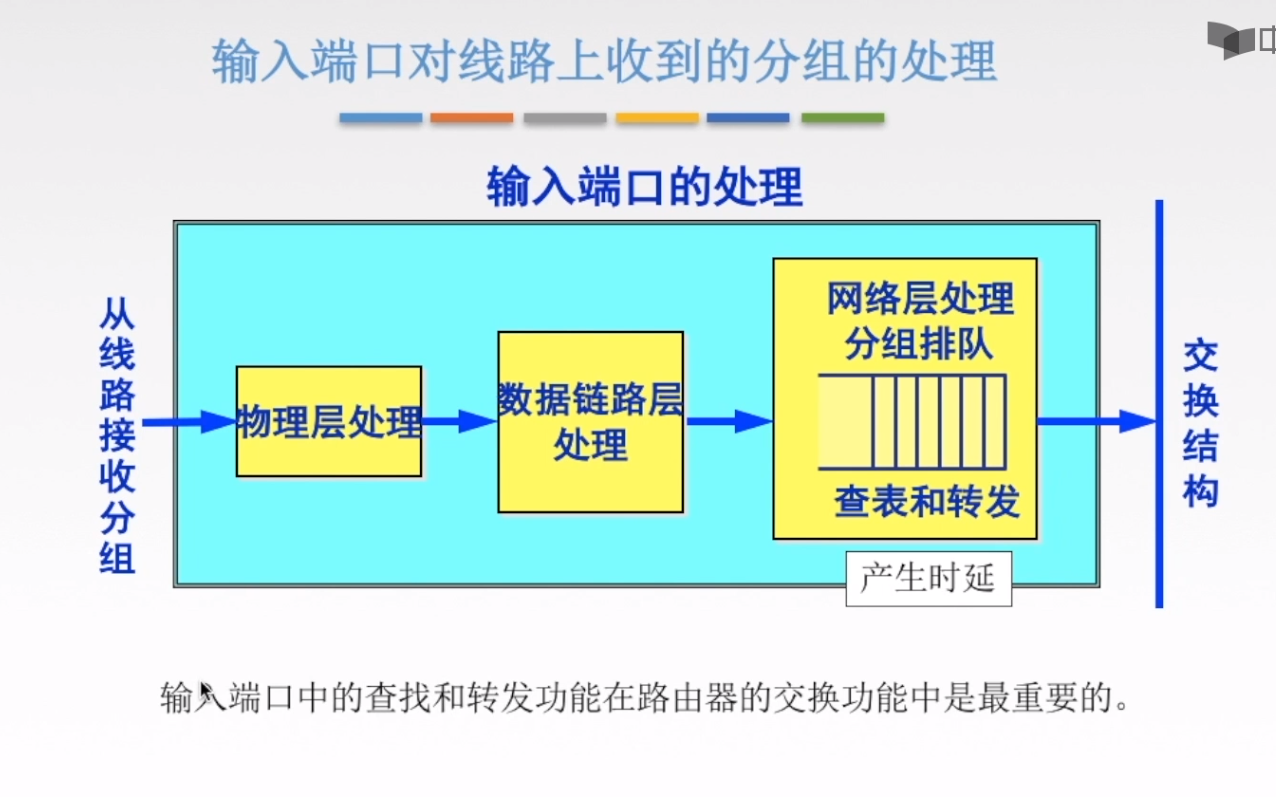 输入端口对线路上收到的分组的处理
输入端口的处理
从线路接收分组
物理层处理
数据链路层
处理
网络层处理
分组排队
查表和转发
产生时延
交换结构
输入端口中的查找和转发功能在路由器的交换功能中是最重要的。